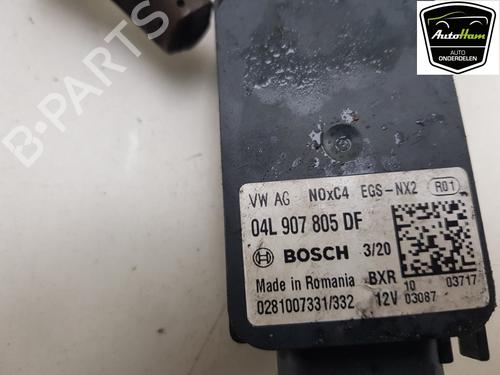 AutoHam
AUTO
ONDERDELEN
B-PARTS
VW AG NOxC4 EGS-NX2 R01
04L 907 805 DF
BOSCH 3/20
Made in Romania BXR
10 03717
0281007331/332 12V 03087